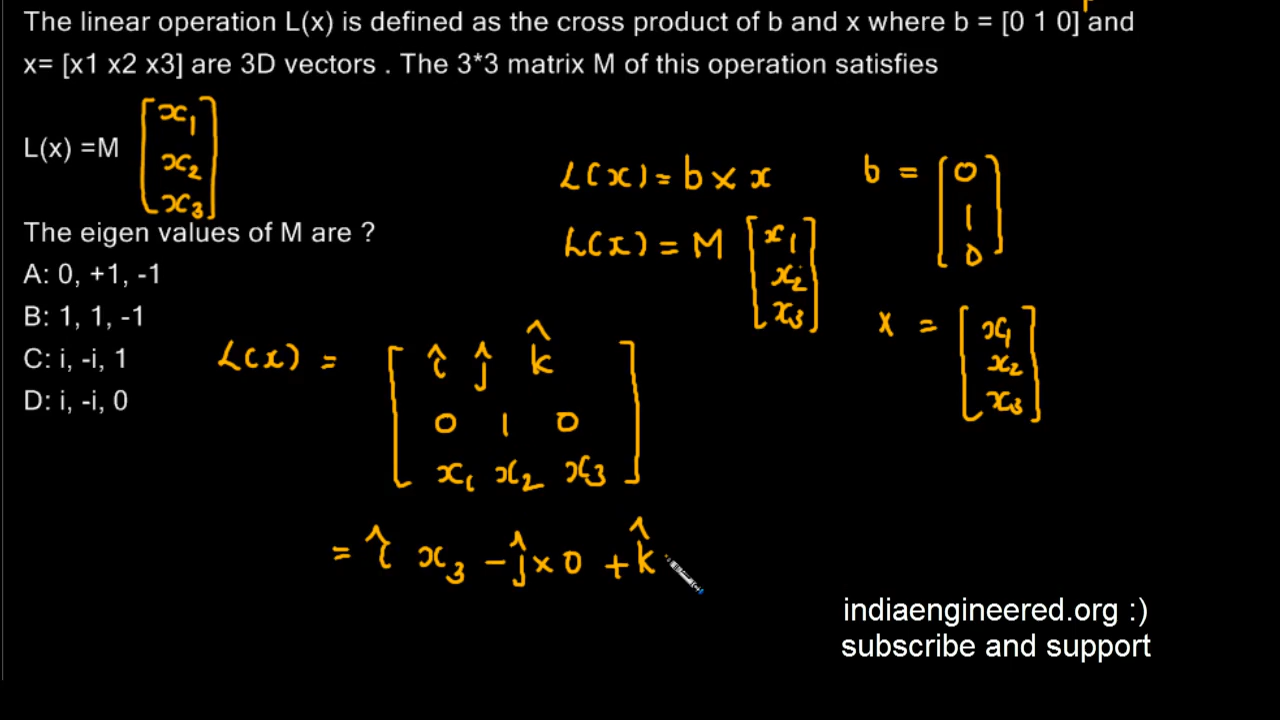 The linear operation L(x) is defined as the cross product of b and x where b = [0 1 0] and
x= [x1 x2 x3] are 3D vectors . The 3*3 matrix M of this operation satisfies
L(x) =M [x₁
x₂
x₃]
L(x) = b × x
b = [0
1
0]
L(x) = M [x₁
x₂
x₃]
The eigen values of M are ?
A: 0, +1, -1
B: 1, 1, -1
C: i, -i, 1
D: i, -i, 0
x = [x₁
x₂
x₃]
L(x) = [î ĵ k̂
0 1 0
x₁ x₂ x₃]
= î x₃ - ĵ × 0 + k̂
indiaengineered.org :)
subscribe and support